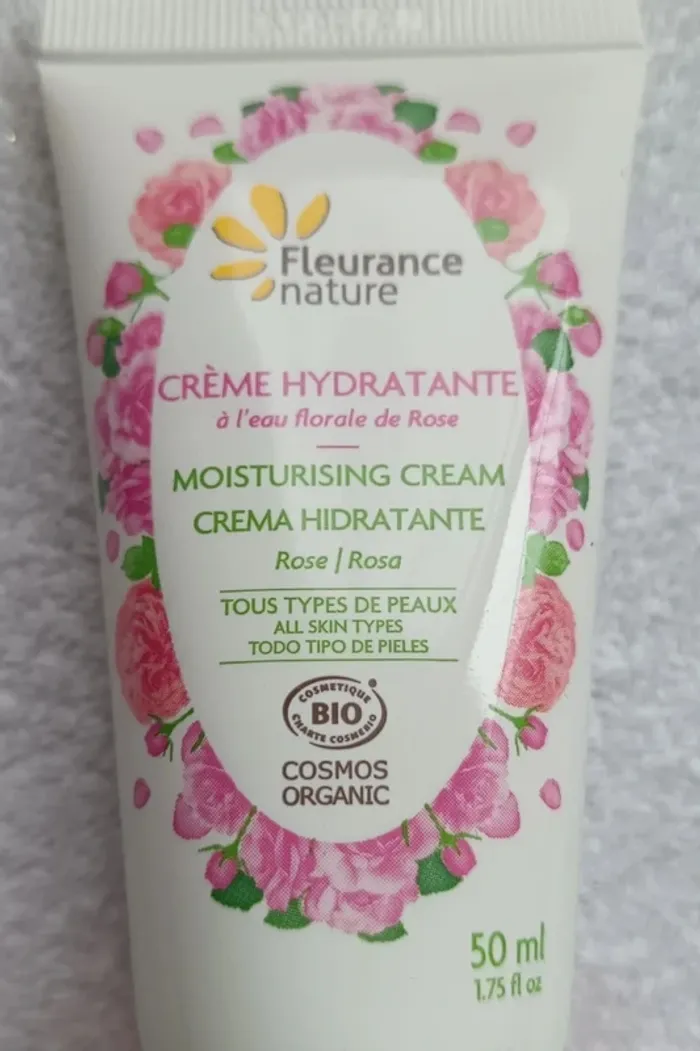 Fleurance
nature
CRÈME HYDRATANTE
à l'eau florale de Rose
MOISTURISING CREAM
CREMA HIDRATANTE
Rose | Rosa
TOUS TYPES DE PEAUX
ALL SKIN TYPES
TODO TIPO DE PIELES
COSMETIQUE
BIO
CHARTE COSMEBIO
COSMOS
ORGANIC
50 ml
1.75 fl oz